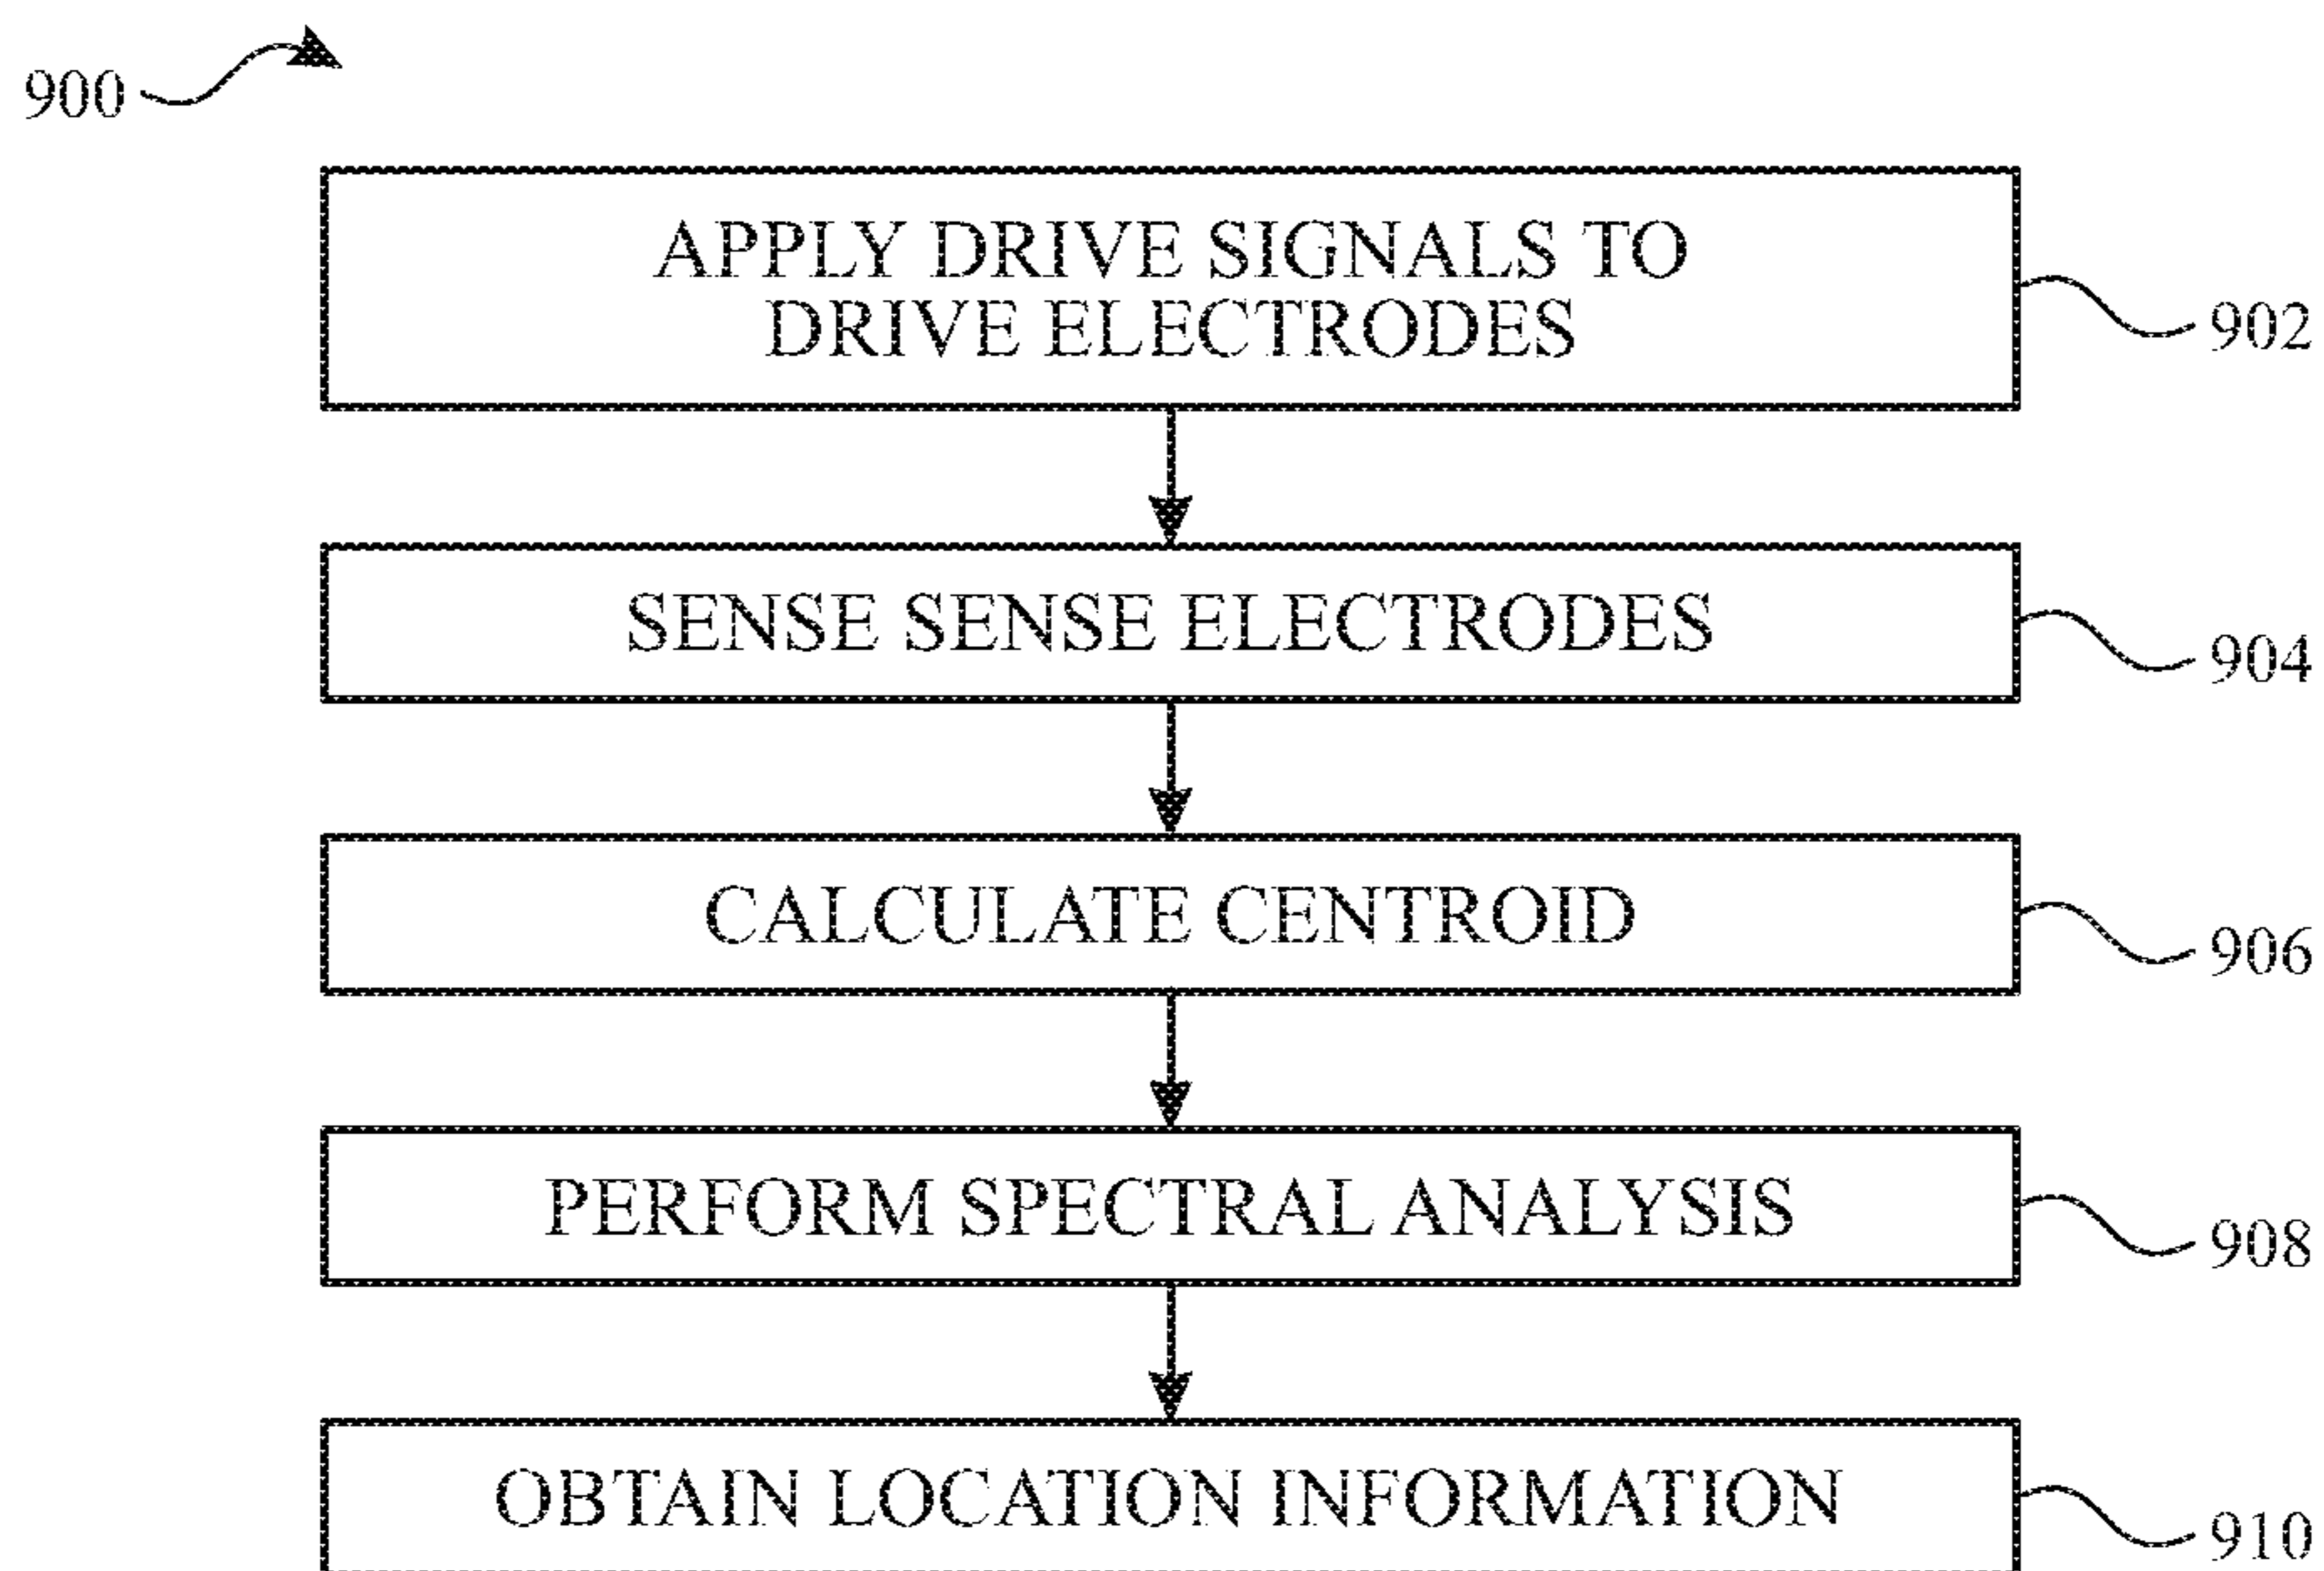 900
APPLY DRIVE SIGNALS TO
DRIVE ELECTRODES
902
SENSE SENSE ELECTRODES
904
CALCULATE CENTROID
906
PERFORM SPECTRAL ANALYSIS
908
OBTAIN LOCATION INFORMATION
910